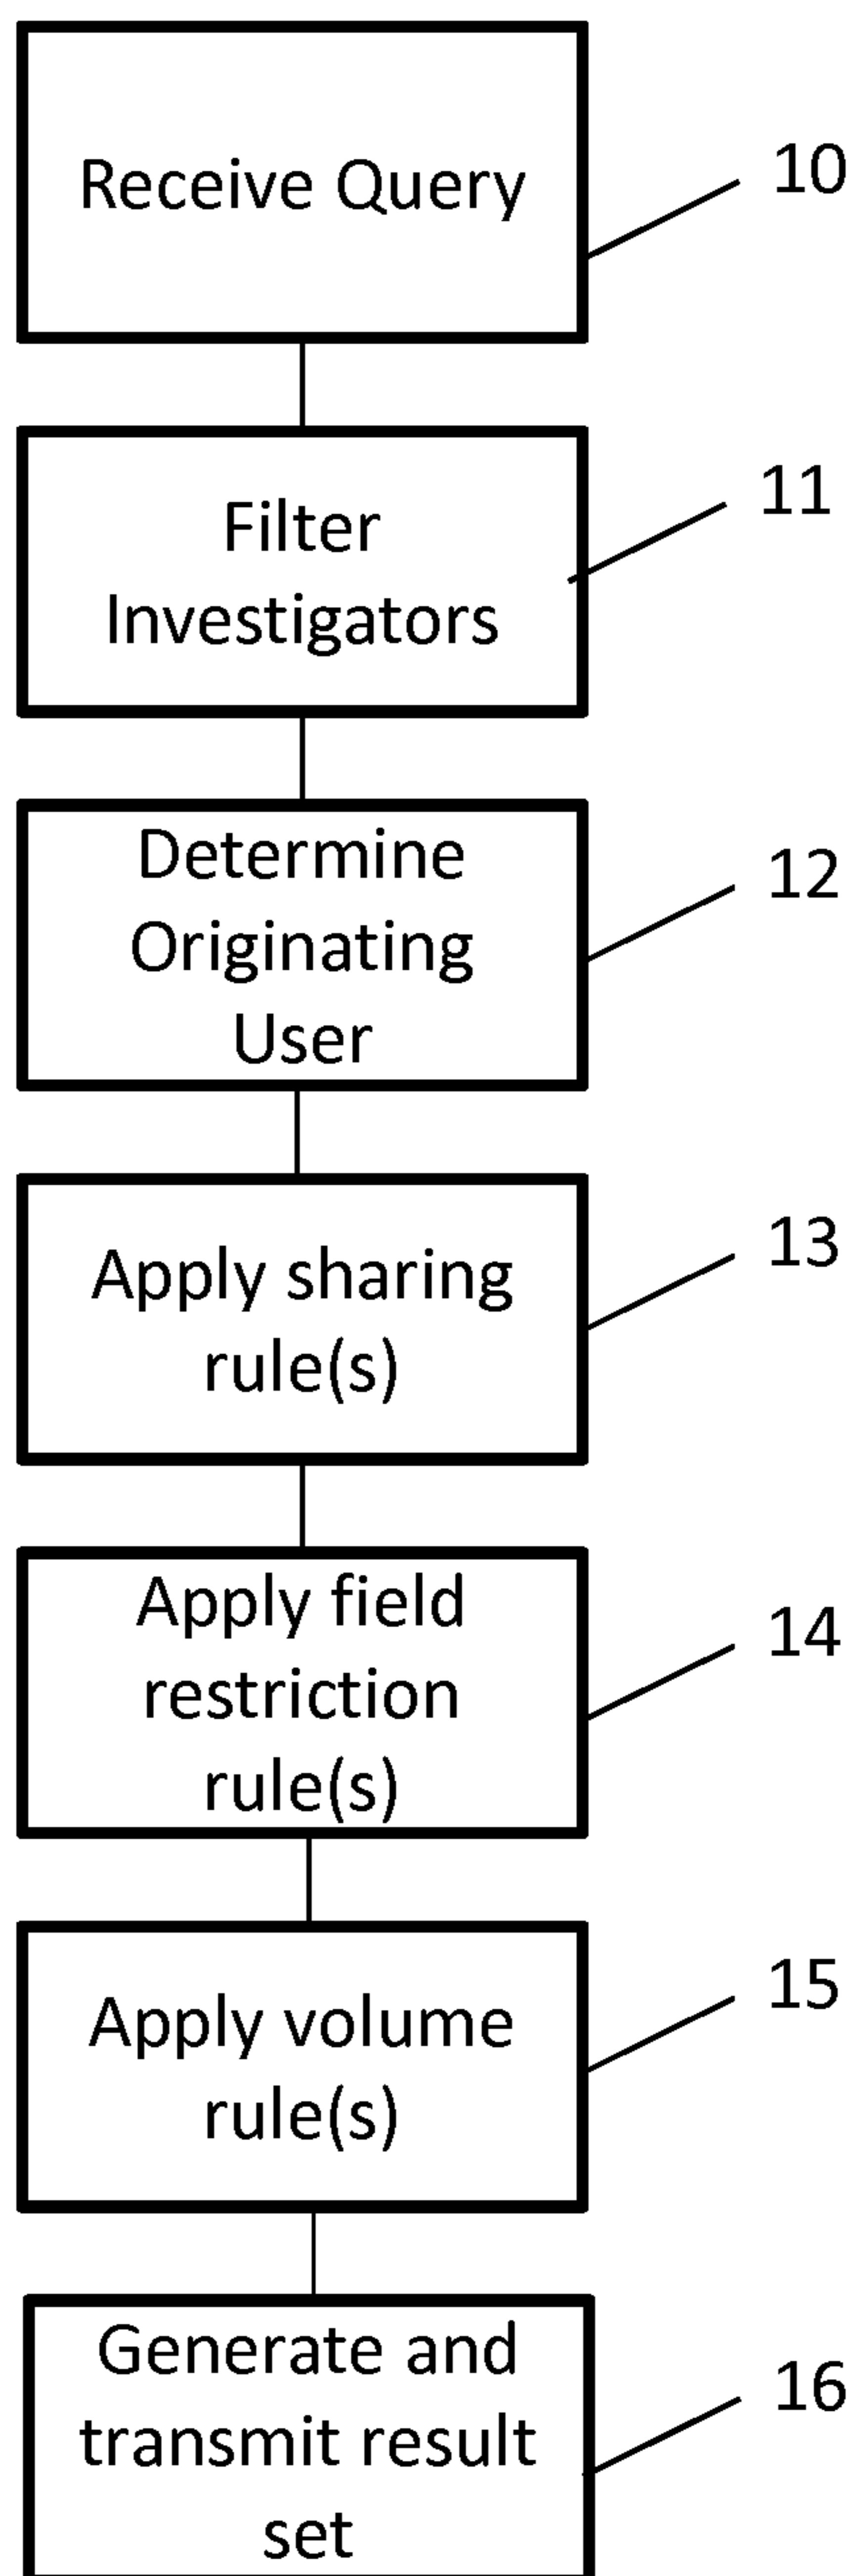 Receive Query
10
Filter
Investigators
11
Determine
Originating
User
12
Apply sharing
rule(s)
13
Apply field
restriction
rule(s)
14
Apply volume
rule(s)
15
Generate and
transmit result
set
16